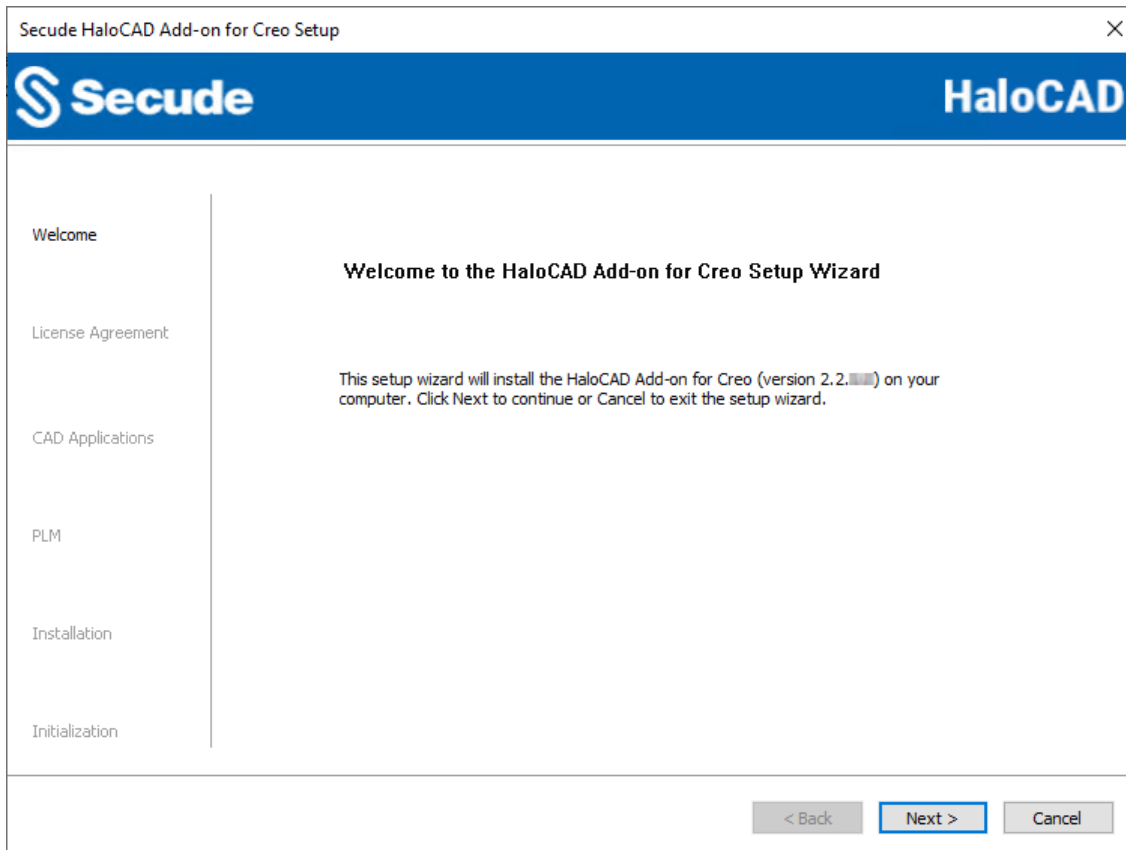 Secude HaloCAD Add-on for Creo Setup
Secude
HaloCAD
Welcome
License Agreement
CAD Applications
PLM
Installation
Initialization
Welcome to the HaloCAD Add-on for Creo Setup Wizard
This setup wizard will install the HaloCAD Add-on for Creo (version 2.2. ) on your
computer. Click Next to continue or Cancel to exit the setup wizard.
< Back
Next >
Cancel